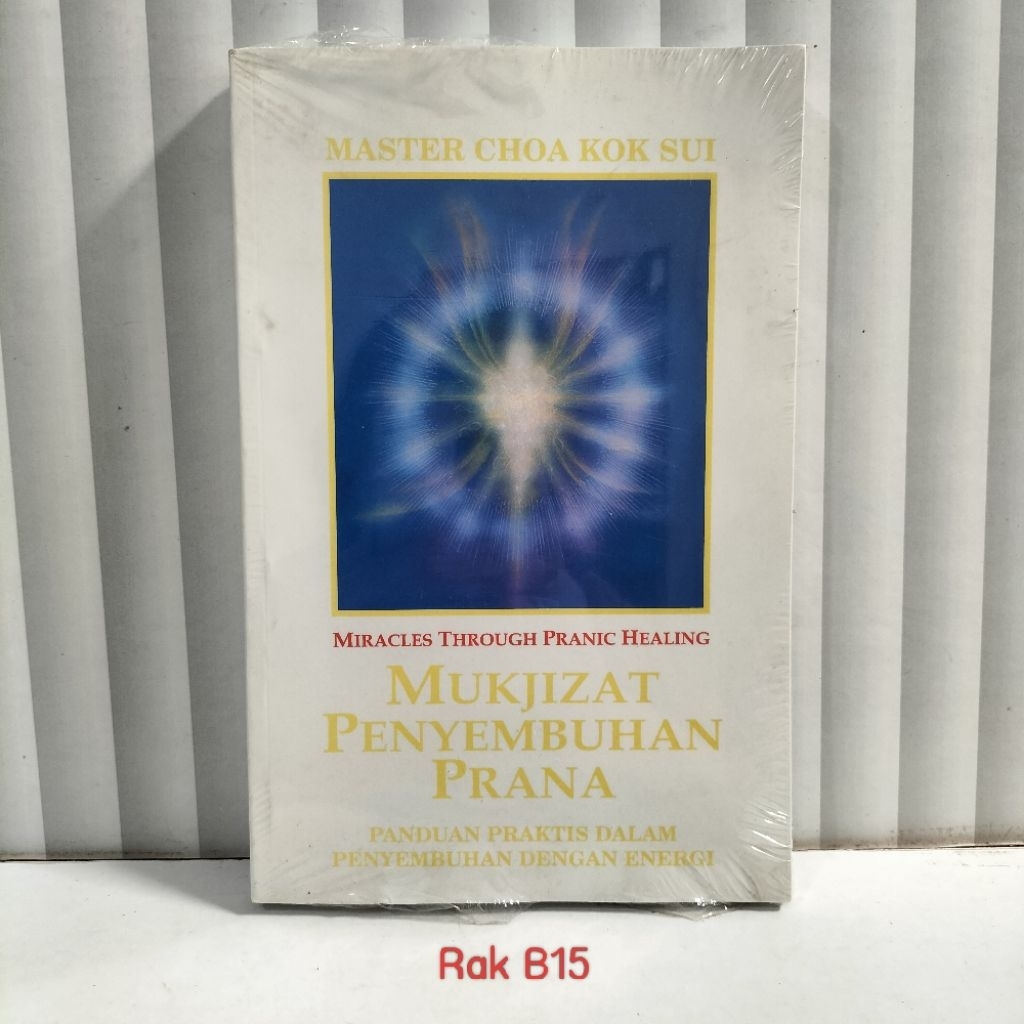 MASTER CHOA KOK SUI
MIRACLES THROUGH PRANIC HEALING
MUKJIZAT
PENYEMBUHAN
PRANA
PANDUAN PRAKTIS DALAM
PENYEMBUHAN DENGAN ENERGI
Rak B15